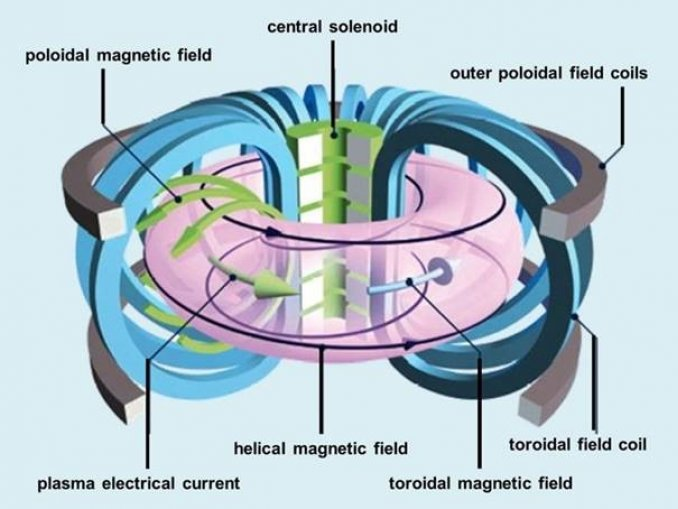 central solenoid
poloidal magnetic field
outer poloidal field coils
helical magnetic field
toroidal field coil
plasma electrical current
toroidal magnetic field